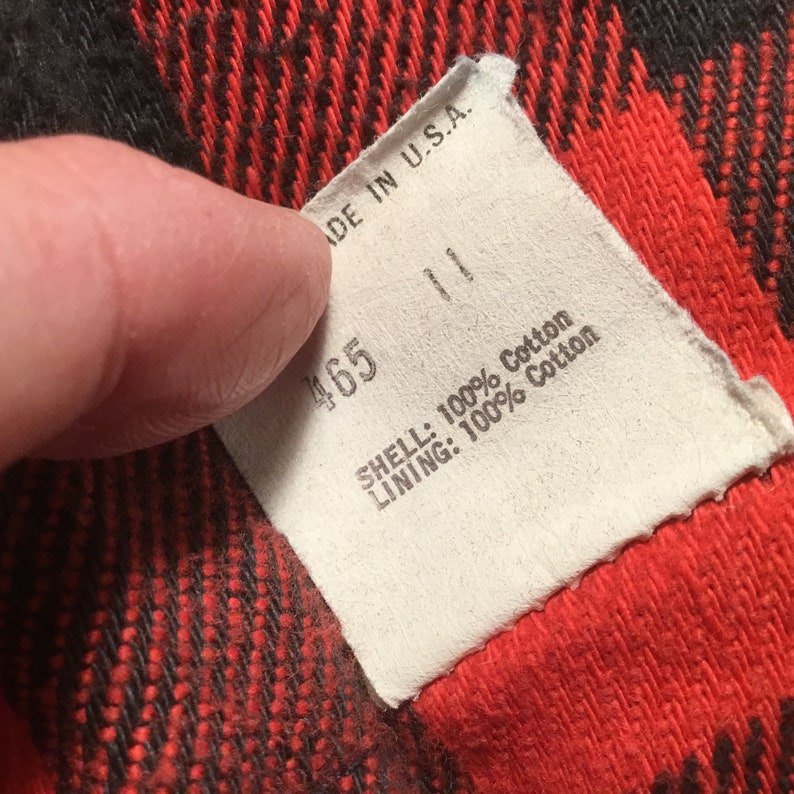 ADE IN U.S.A.
11
465
SHELL: 100% Cotton
LINING: 100% Cotton